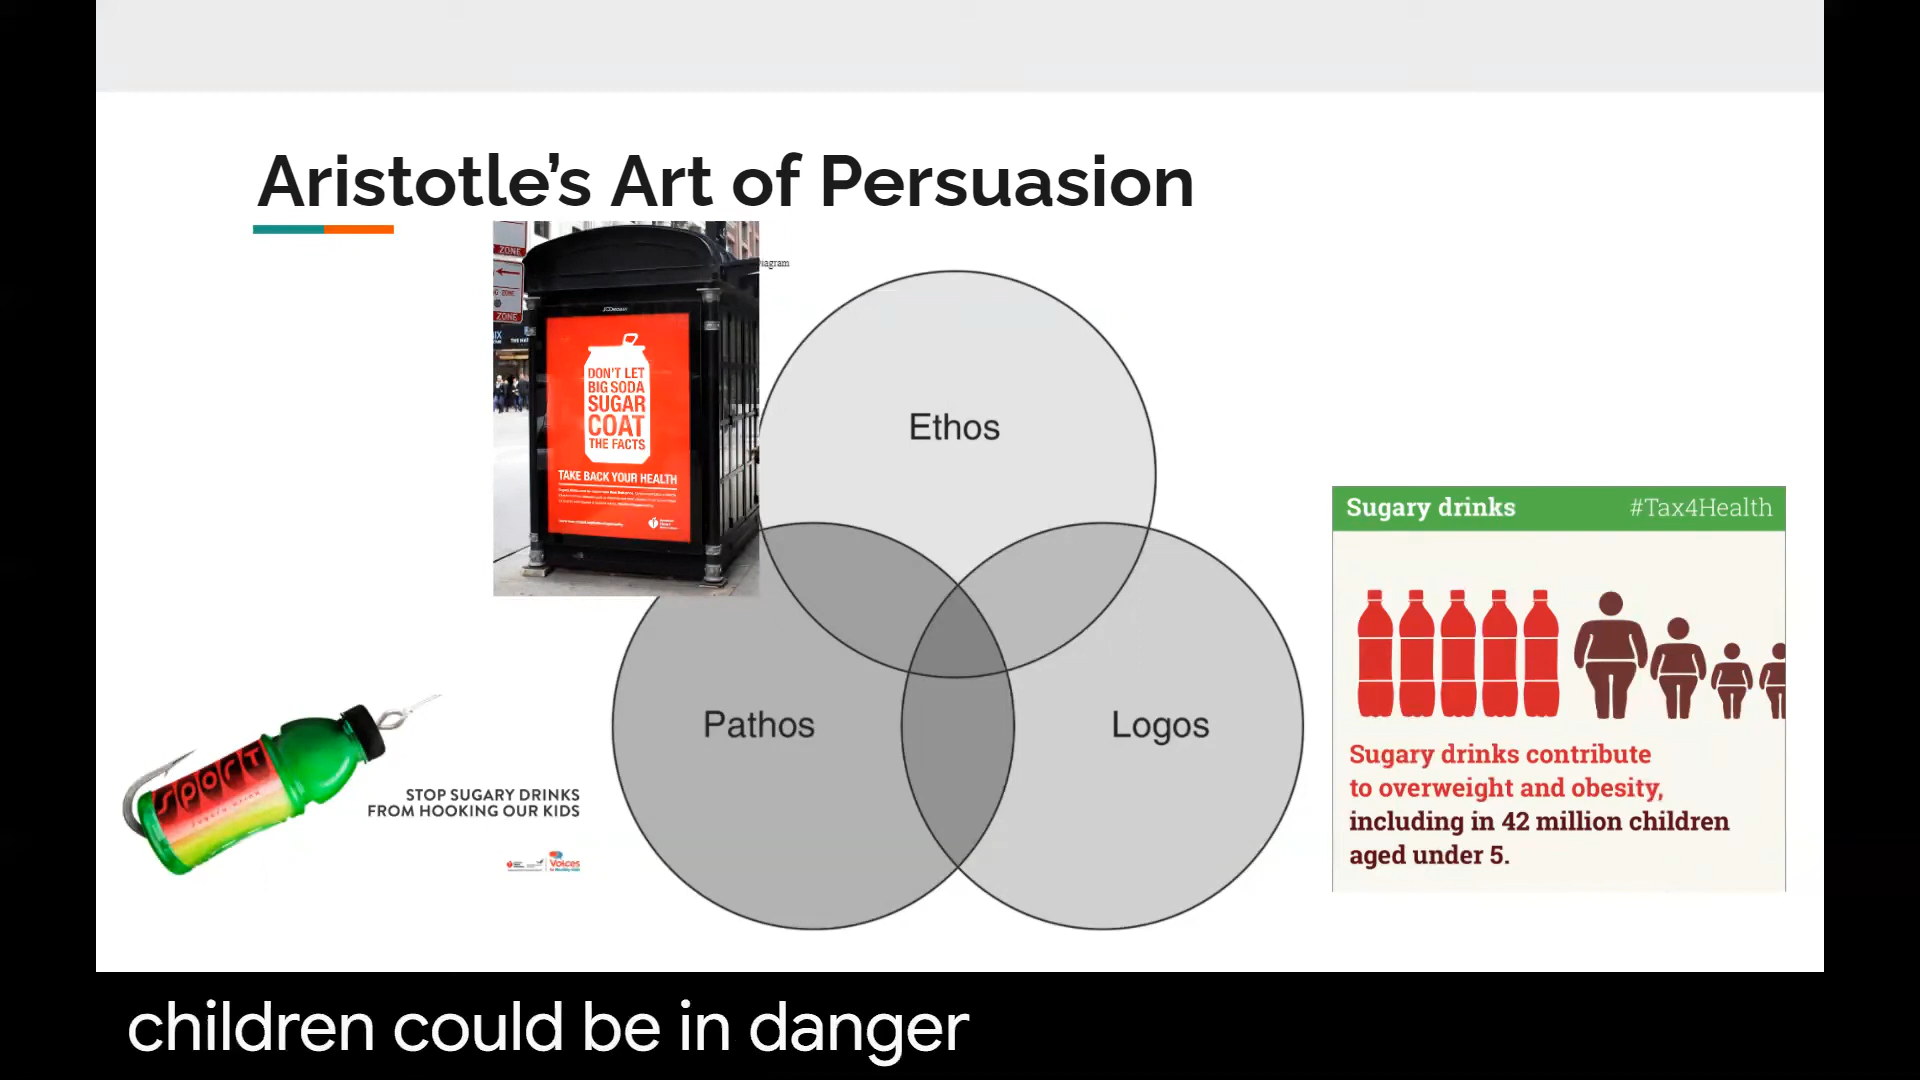 Aristotle's Art of Persuasion
ZONE
ZONE
DON'T LET
BIG SODA
SUGAR
COAT
THE FACTS
TAKE BACK YOUR HEALTH
Ethos
Pathos
Logos
Sugary drinks #Tax4Health
Sugary drinks contribute
to overweight and obesity,
including in 42 million children
aged under 5.
sport
STOP SUGARY DRINKS
FROM HOOKING OUR KIDS
Voices
children could be in danger